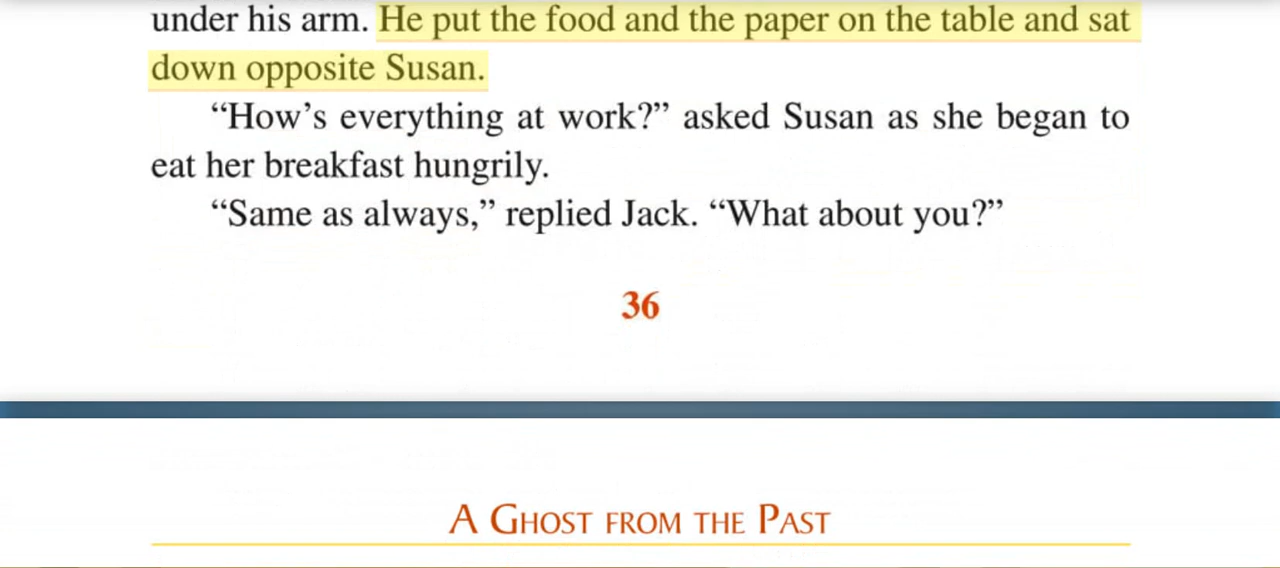 under his arm. He put the food and the paper on the table and sat
down opposite Susan.
“How’s everything at work?” asked Susan as she began to
eat her breakfast hungrily.
“Same as always,” replied Jack. “What about you?”
36
A GHOST FROM THE PAST